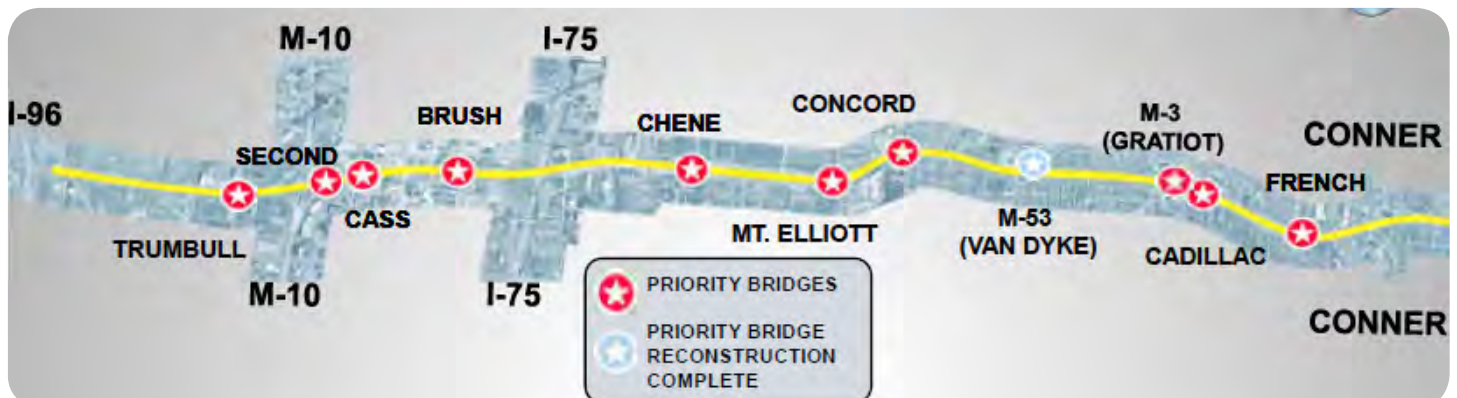 M-10
I-75
I-96
BRUSH
CHENE
CONCORD
M-3
(GRATIOT)
CONNER
SECOND
FRENCH
CASS
TRUMBULL
MT. ELLIOTT
M-53
(VAN DYKE)
CADILLAC
M-10
I-75
CONNER
PRIORITY BRIDGES
PRIORITY BRIDGE
RECONSTRUCTION
COMPLETE